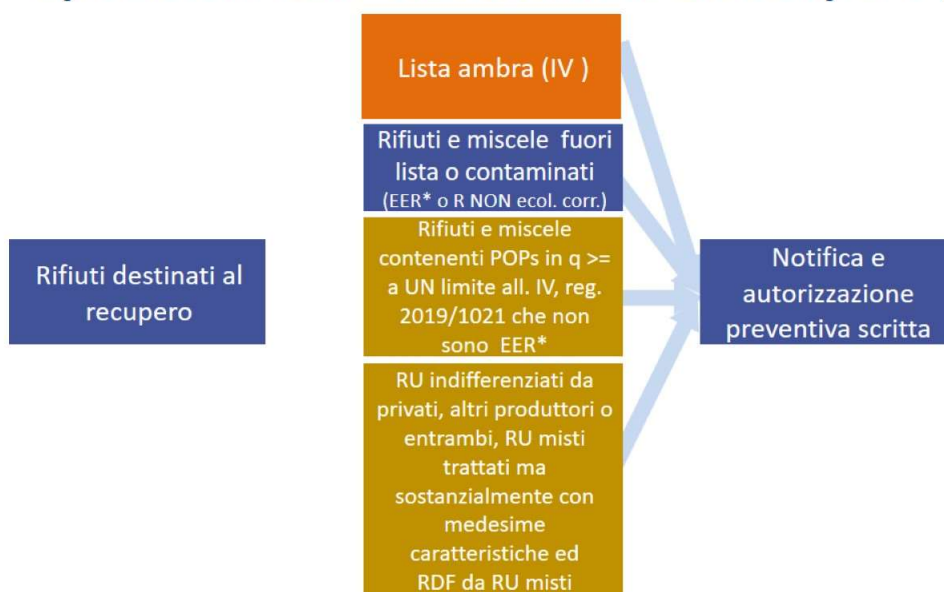 Lista ambra (IV )
Rifiuti e miscele fuori
lista o contaminati
(EER* o R NON ecol. corr.)
Rifiuti e miscele
contenenti POPs in q >=
a UN limite all. IV, reg.
2019/1021 che non
sono EER*
RU indifferenziati da
privati, altri produttori o
entrambi, RU misti
trattati ma
sostanzialmente con
medesime
caratteristiche ed
RDF da RU misti
Rifiuti destinati al
recupero
Notifica e
autorizzazione
preventiva scritta